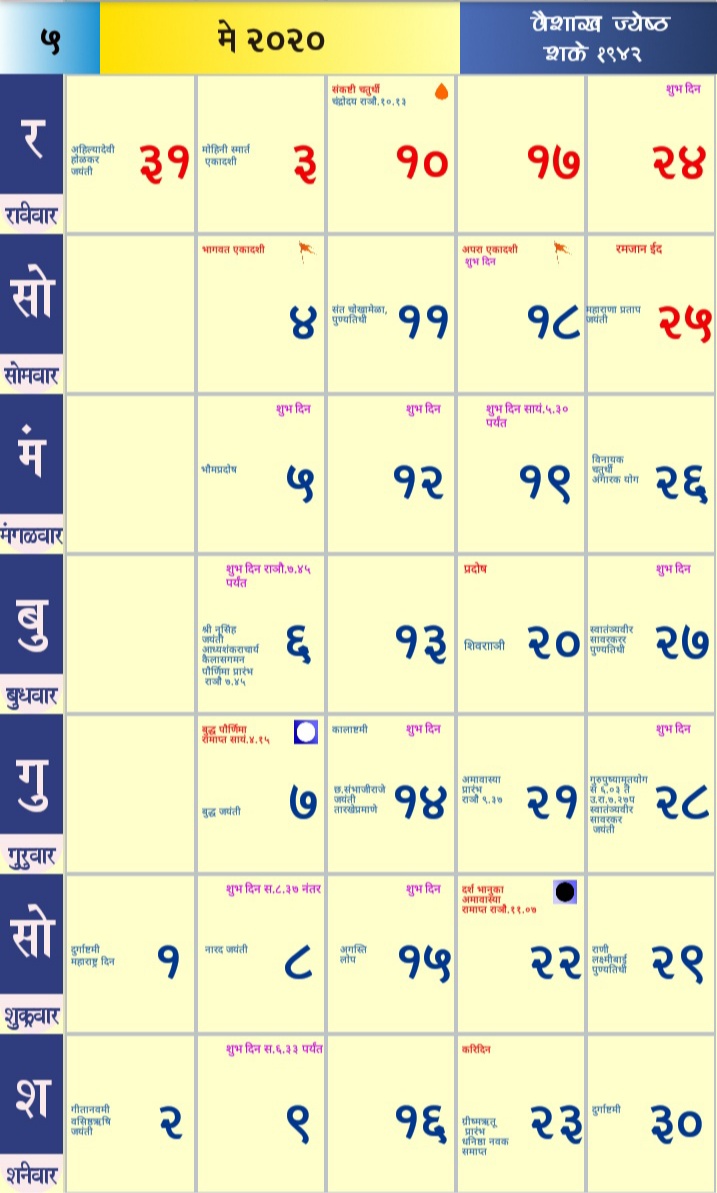 ५
मे २०२०
वैशाख ज्येष्ठ
शके १९४२
र
रविवार
अहिल्यादेवी
होळकर
जयंती
३१
मोहिनी स्मार्त
एकादशी
३
संकष्टी चतुर्थी
चंद्रोदय रात्रौ.१०.१३
१०
१७
शुभ दिन
२४
सो
सोमवार
भागवत एकादशी
४
संत चोखामेळा,
पुण्यतिथी
११
अपरा एकादशी
शुभ दिन
१८
रमजान ईद
महाराणा प्रताप
जयंती
२५
मं
मंगळवार
शुभ दिन
भौमप्रदोष
५
शुभ दिन
१२
शुभ दिन सायं.५.३०
पर्यंत
१९
विनायक
चतुर्थी
अंगारक योग
२६
बु
बुधवार
शुभ दिन रात्रौ.७.४५
पर्यंत
श्री नृसिंह
जयंती
आध्यशंकराचार्य
कैलासगमन
पौर्णिमा प्रारंभ
रात्रौ ७.४५
६
१३
प्रदोष
शिवरात्री
२०
शुभ दिन
स्वातंत्र्यवीर
सावरकर
पुण्यतिथी
२७
गु
गुरुवार
बुद्ध पौर्णिमा
समाप्त सायं.४.१५
बुद्ध जयंती
७
कालाष्टमी
शुभ दिन
छ.संभाजीराजे
जयंती
तारखेप्रमाणे
१४
अमावास्या
प्रारंभ
रात्रौ ९.३७
२१
शुभ दिन
गुरुपुष्यामृतयोग
स ६.०३ ते
उ.रा.७.२७प
स्वातंत्र्यवीर
सावरकर
जयंती
२८
सो
शुक्रवार
दुर्गाष्टमी
महाराष्ट्र दिन
१
शुभ दिन स.८.३७ नंतर
नारद जयंती
८
शुभ दिन
अगस्ति
लोप
१५
दर्श भावुका
अमावास्या
समाप्त रात्रौ.११.०७
२२
राणी
लक्ष्मीबाई
पुण्यतिथी
२९
श
शनिवार
गीतानवमी
वसिष्ठऋषि
जयंती
२
शुभ दिन स.६.३३ पर्यंत
९
१६
करिदिन
ग्रीष्मऋतू
प्रारंभ
धनिष्ठा नवक
समाप्त
२३
दुर्गाष्टमी
३०